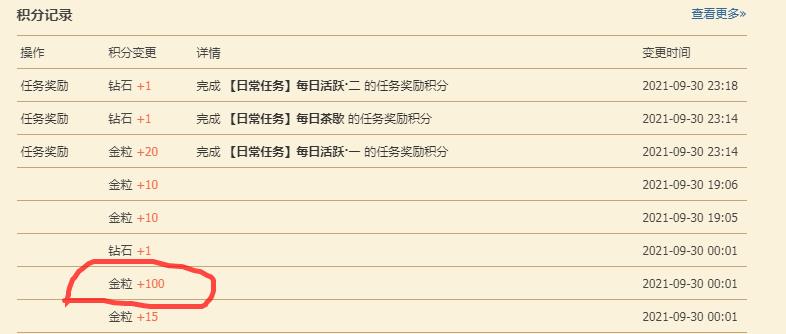 积分记录 查看更多»
操作 积分变更 详情 变更时间
任务奖励 钻石 +1 完成 【日常任务】每日活跃·二 的任务奖励积分 2021-09-30 23:18
任务奖励 钻石 +1 完成 【日常任务】每日茶歇 的任务奖励积分 2021-09-30 23:14
任务奖励 金粒 +20 完成 【日常任务】每日活跃·一 的任务奖励积分 2021-09-30 23:14
金粒 +10 2021-09-30 19:06
金粒 +10 2021-09-30 19:05
钻石 +1 2021-09-30 00:01
金粒 +100 2021-09-30 00:01
金粒 +15 2021-09-30 00:01